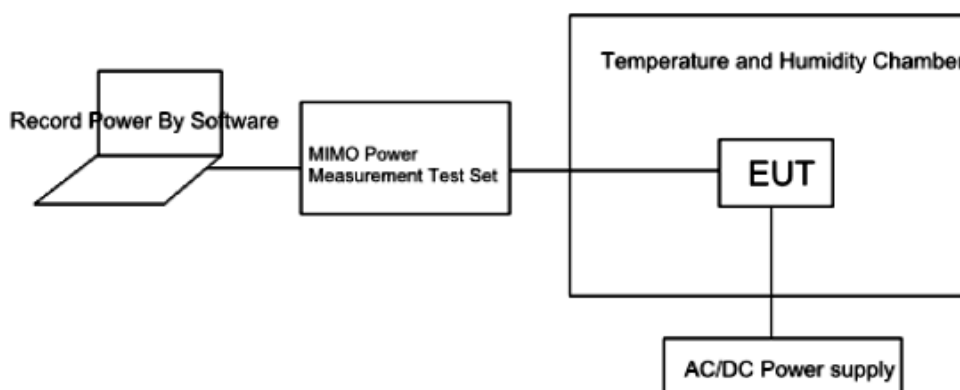 Temperature and Humidity Chamber
Record Power By Software
MIMO Power
Measurement Test Set
EUT
AC/DC Power supply